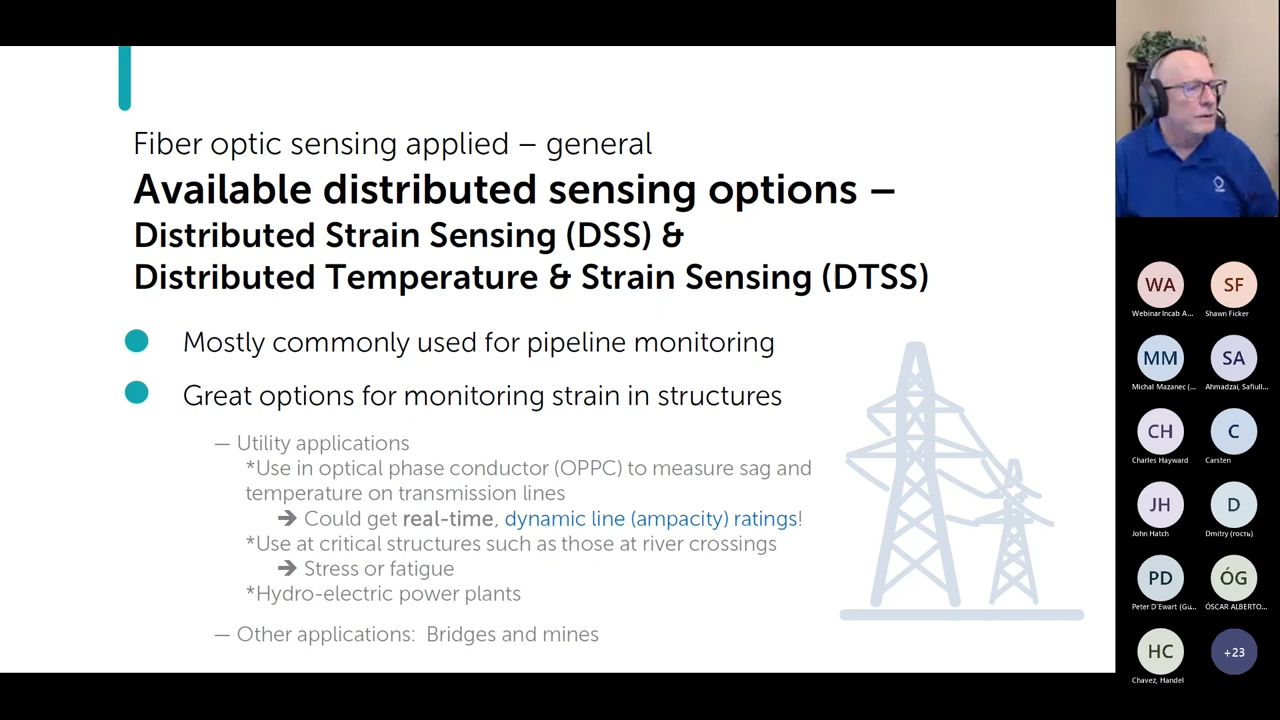 Fiber optic sensing applied – general
Available distributed sensing options –
Distributed Strain Sensing (DSS) &
Distributed Temperature & Strain Sensing (DTSS)
Mostly commonly used for pipeline monitoring
Great options for monitoring strain in structures
— Utility applications
*Use in optical phase conductor (OPPC) to measure sag and
temperature on transmission lines
➔ Could get real-time, dynamic line (ampacity) ratings!
*Use at critical structures such as those at river crossings
➔ Stress or fatigue
*Hydro-electric power plants
— Other applications: Bridges and mines
WA SF
Webinar Incab A... Shawn Ficker
MM SA
Michal Mazanec (... Ahmadzai, Safiull...
CH C
Charles Hayward Carsten
JH D
John Hatch Dmitry (гость)
PD ÓG
Peter D'Ewart (Gu... ÓSCAR ALBERTO...
HC +23
Chavez, Handel